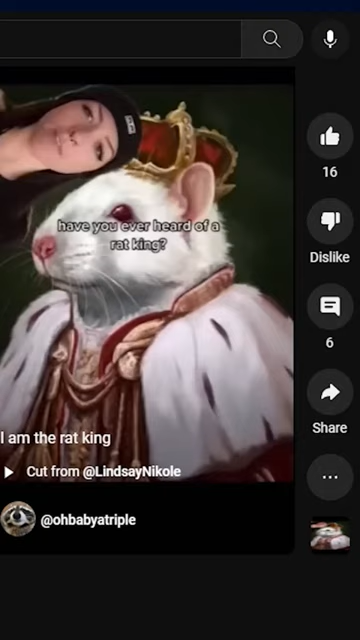 have you ever heard of a
rat king?
16
Dislike
6
I am the rat king
Share
Cut from @LindsayNikole
@ohbabyatriple